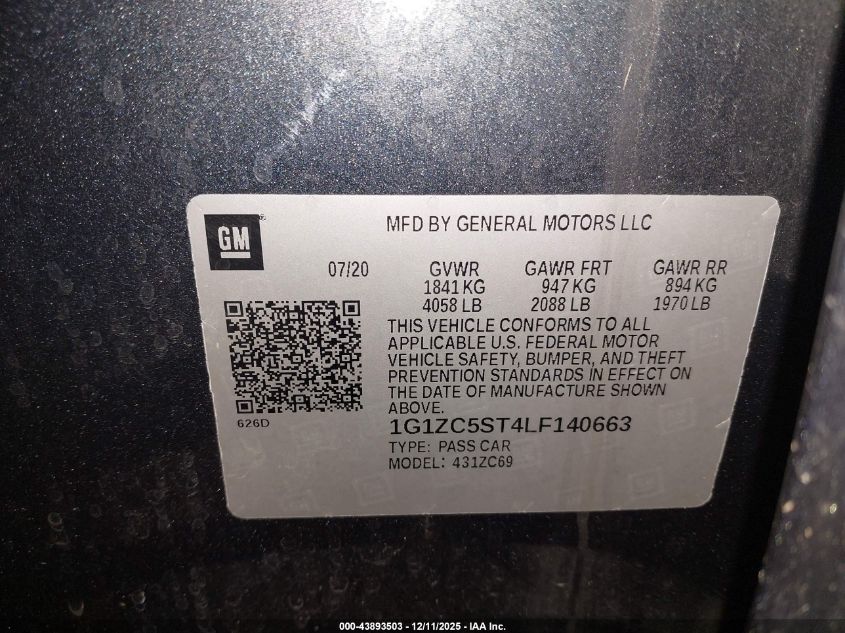 GM
MFD BY GENERAL MOTORS LLC
07/20 GVWR GAWR FRT GAWR RR
1841 KG 947 KG 894 KG
4058 LB 2088 LB 1970 LB
THIS VEHICLE CONFORMS TO ALL
APPLICABLE U.S. FEDERAL MOTOR
VEHICLE SAFETY, BUMPER, AND THEFT
PREVENTION STANDARDS IN EFFECT ON
THE DATE OF MANUFACTURE SHOWN
ABOVE.
626D
1G1ZC5ST4LF140663
TYPE: PASS CAR
MODEL: 431ZC69
000-43893503 - 12/11/2025 - IAA Inc.